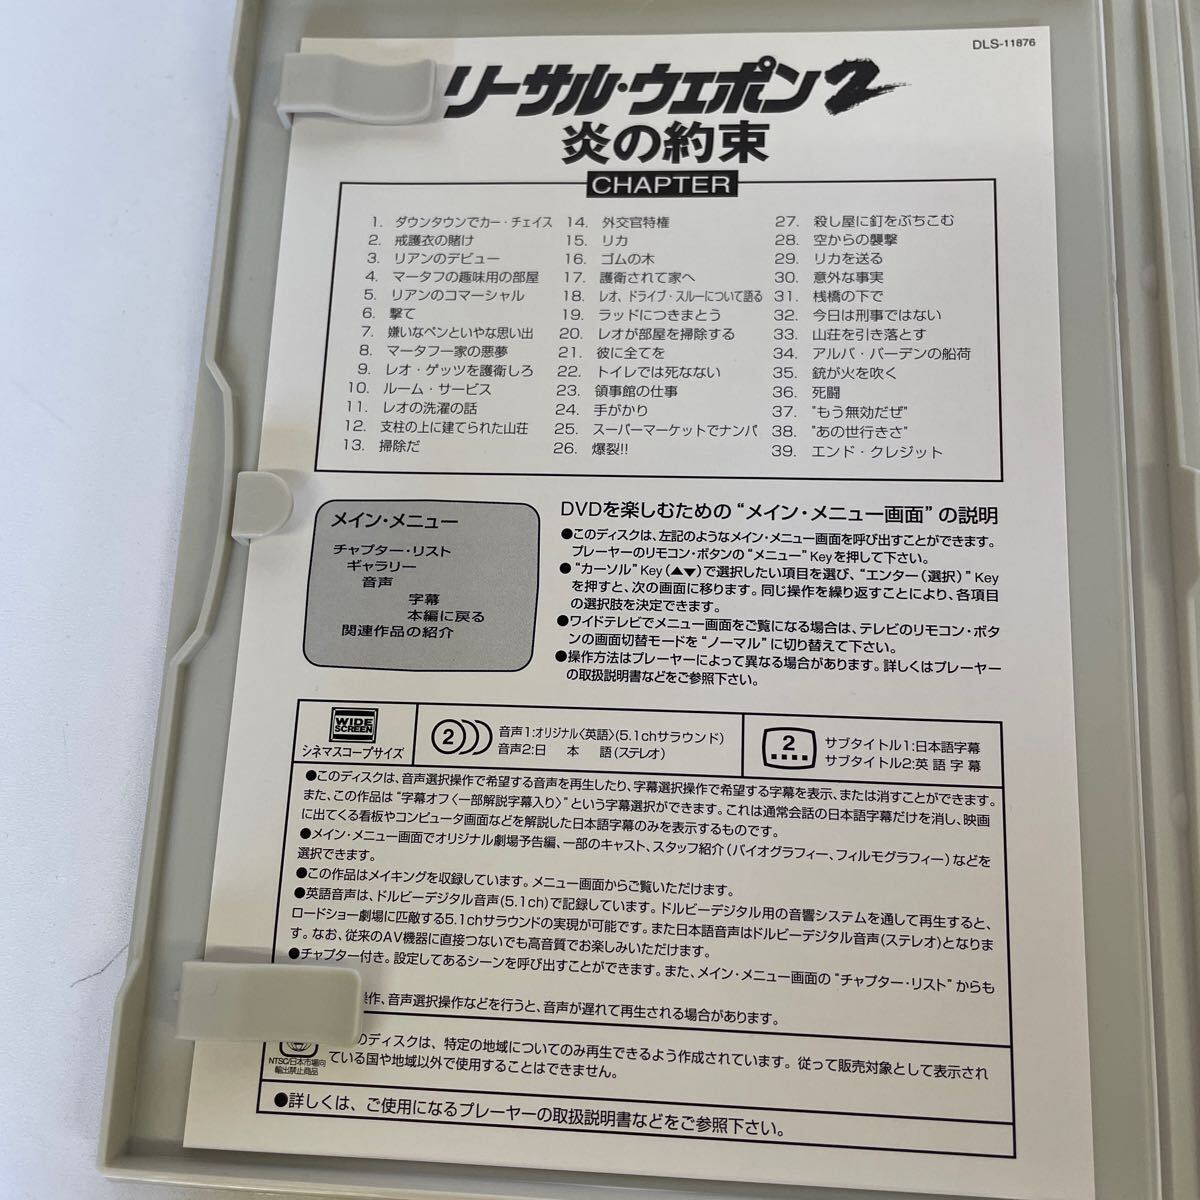 DLS-11876
リーサル・ウェポン2
炎の約束
CHAPTER
1. ダウンタウンでカー・チェイス
2. 戒護衣の賭け
3. リアンのデビュー
4. マータフの趣味用の部屋
5. リアンのコマーシャル
6. 撃て
7. 嫌いなペンといやな思い出
8. マーターフ一家の悪夢
9. レオ・ゲッツを護衛しろ
10. ルーム・サービス
11. レオの洗濯の話
12. 支柱の上に建てられた山荘
13. 掃除だ
14. 外交官特権
15. リカ
16. ゴムの木
17. 護衛されて家へ
18. レオ、ドライブ・スルーについて語る
19. ラッドにつきまとう
20. レオが部屋を掃除する
21. 彼に全てを
22. トイレでは死なない
23. 領事館の仕事
24. 手がかり
25. スーパーマーケットでナンパ
26. 爆裂!!
27. 殺し屋に釘をぶちこむ
28. 空からの襲撃
29. リカを送る
30. 意外な事実
31. 桟橋の下で
32. 今日は刑事ではない
33. 山荘を引き落とす
34. アルバ・バーデンの船荷
35. 銃が火を吹く
36. 死闘
37. "もう無効だぜ"
38. "あの世行きさ"
39. エンド・クレジット
メイン・メニュー
チャプター・リスト
ギャラリー
音声
字幕
本編に戻る
関連作品の紹介
DVDを楽しむための“メイン・メニュー画面”の説明
●このディスクは、左記のようなメイン・メニュー画面を呼び出すことができます。
プレーヤーのリモコン・ボタンの“メニュー”Keyを押して下さい。
●“カーソル”Key(▲▼)で選択したい項目を選び、“エンター(選択)”Key
を押すと、次の画面に移ります。同じ操作を繰り返すことにより、各項目
の選択肢を決定できます。
●ワイドテレビでメニュー画面をご覧になる場合は、テレビのリモコン・ボタ
ンの画面切替モードを“ノーマル”に切り替えて下さい。
●操作方法はプレーヤーによって異なる場合があります。詳しくはプレーヤー
の取扱説明書などをご参照下さい。
WIDE
SCREEN
シネマスコープサイズ
2
音声1:オリジナル〈英語〉(5.1chサラウンド)
音声2:日 本 語(ステレオ)
2
サブタイトル1:日本語字幕
サブタイトル2:英 語 字 幕
●このディスクは、音声選択操作で希望する音声を再生したり、字幕選択操作で希望する字幕を表示、または消すことができます。
また、この作品は“字幕オフ〈一部解説字幕入り〉”という字幕選択ができます。これは通常会話の日本語字幕だけを消し、映画
に出てくる看板やコンピュータ画面などを解説した日本語字幕のみを表示するものです。
●メイン・メニュー画面でオリジナル劇場予告編、一部のキャスト、スタッフ紹介(バイオグラフィー、フィルモグラフィー)などを
選択できます。
●この作品はメイキングを収録しています。メニュー画面からご覧いただけます。
●英語音声は、ドルビーデジタル音声(5.1ch)で記録しています。ドルビーデジタル用の音響システムを通して再生すると、
ロードショー劇場に匹敵する5.1chサラウンドの実現が可能です。また日本語音声はドルビーデジタル音声(ステレオ)となりま
す。なお、従来のAV機器に直接つないでも高音質でお楽しみいただけます。
●チャプター付き。設定してあるシーンを呼び出すことができます。また、メイン・メニュー画面の“チャプター・リスト”からも
操作、音声選択操作などを行うと、音声が遅れて再生される場合があります。
NTSC日本市場向
輸出禁止商品
のディスクは、特定の地域についてのみ再生できるよう作成されています。従って販売対象として表示され
ている国や地域以外で使用することはできません。
●詳しくは、ご使用になるプレーヤーの取扱説明書などをご参照下さい。